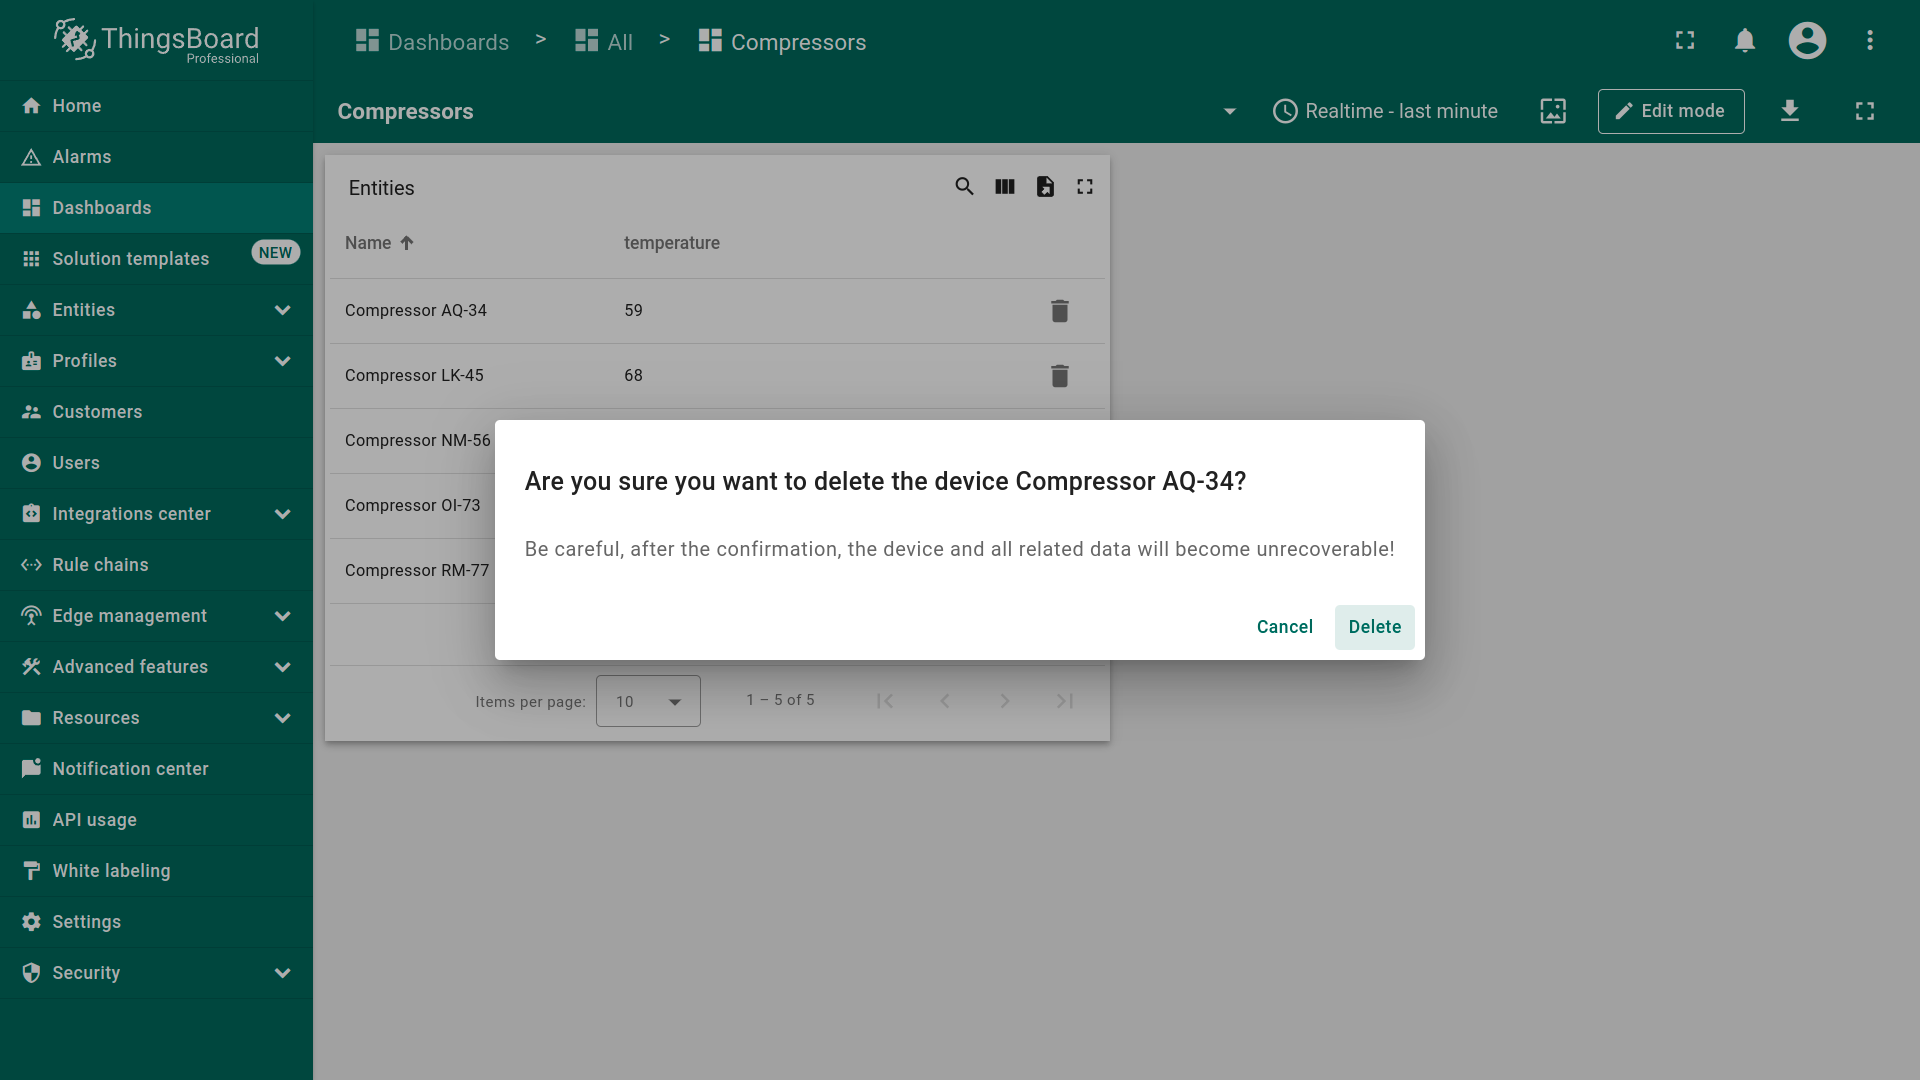 ThingsBoard
Professional
Dashboards > All > Compressors
Home
Alarms
Dashboards
Solution templates NEW
Entities
Profiles
Customers
Users
Integrations center
Rule chains
Edge management
Advanced features
Resources
Notification center
API usage
White labeling
Settings
Security
Compressors
Realtime - last minute
Edit mode
Entities
Name temperature
Compressor AQ-34 59
Compressor LK-45 68
Compressor NM-56
Compressor OI-73
Compressor RM-77
Are you sure you want to delete the device Compressor AQ-34?
Be careful, after the confirmation, the device and all related data will become unrecoverable!
Cancel Delete
Items per page: 10 1 – 5 of 5